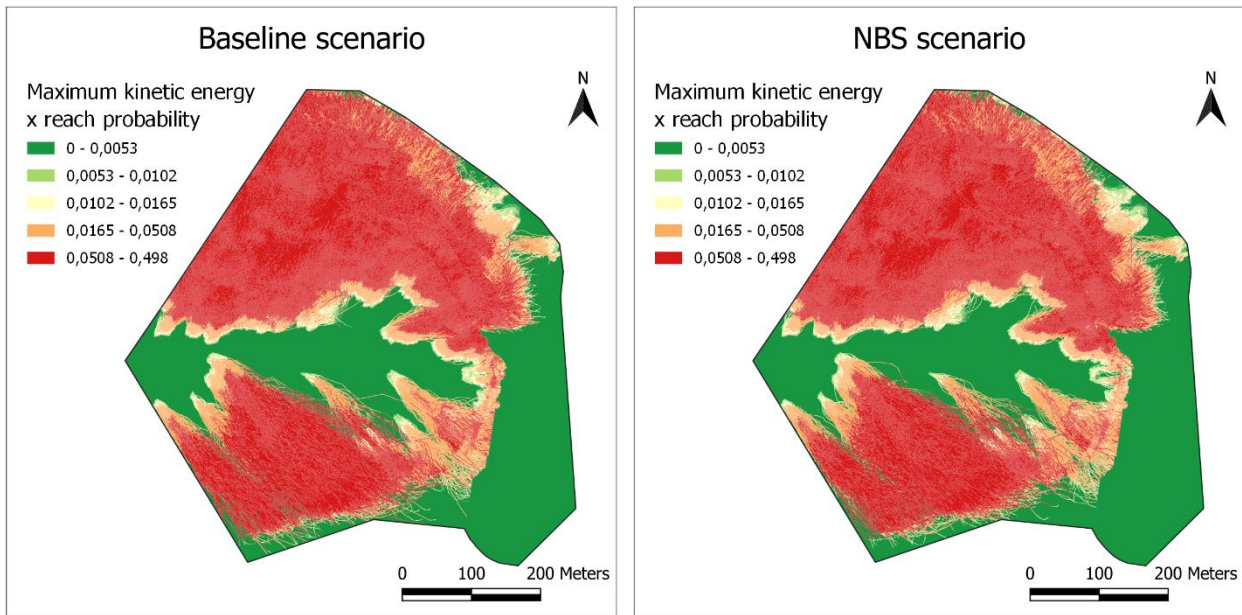 Baseline scenario
Maximum kinetic energy
x reach probability
0 - 0,0053
0,0053 - 0,0102
0,0102 - 0,0165
0,0165 - 0,0508
0,0508 - 0,498
N
0 100 200 Meters
NBS scenario
Maximum kinetic energy
x reach probability
0 - 0,0053
0,0053 - 0,0102
0,0102 - 0,0165
0,0165 - 0,0508
0,0508 - 0,498
N
0 100 200 Meters